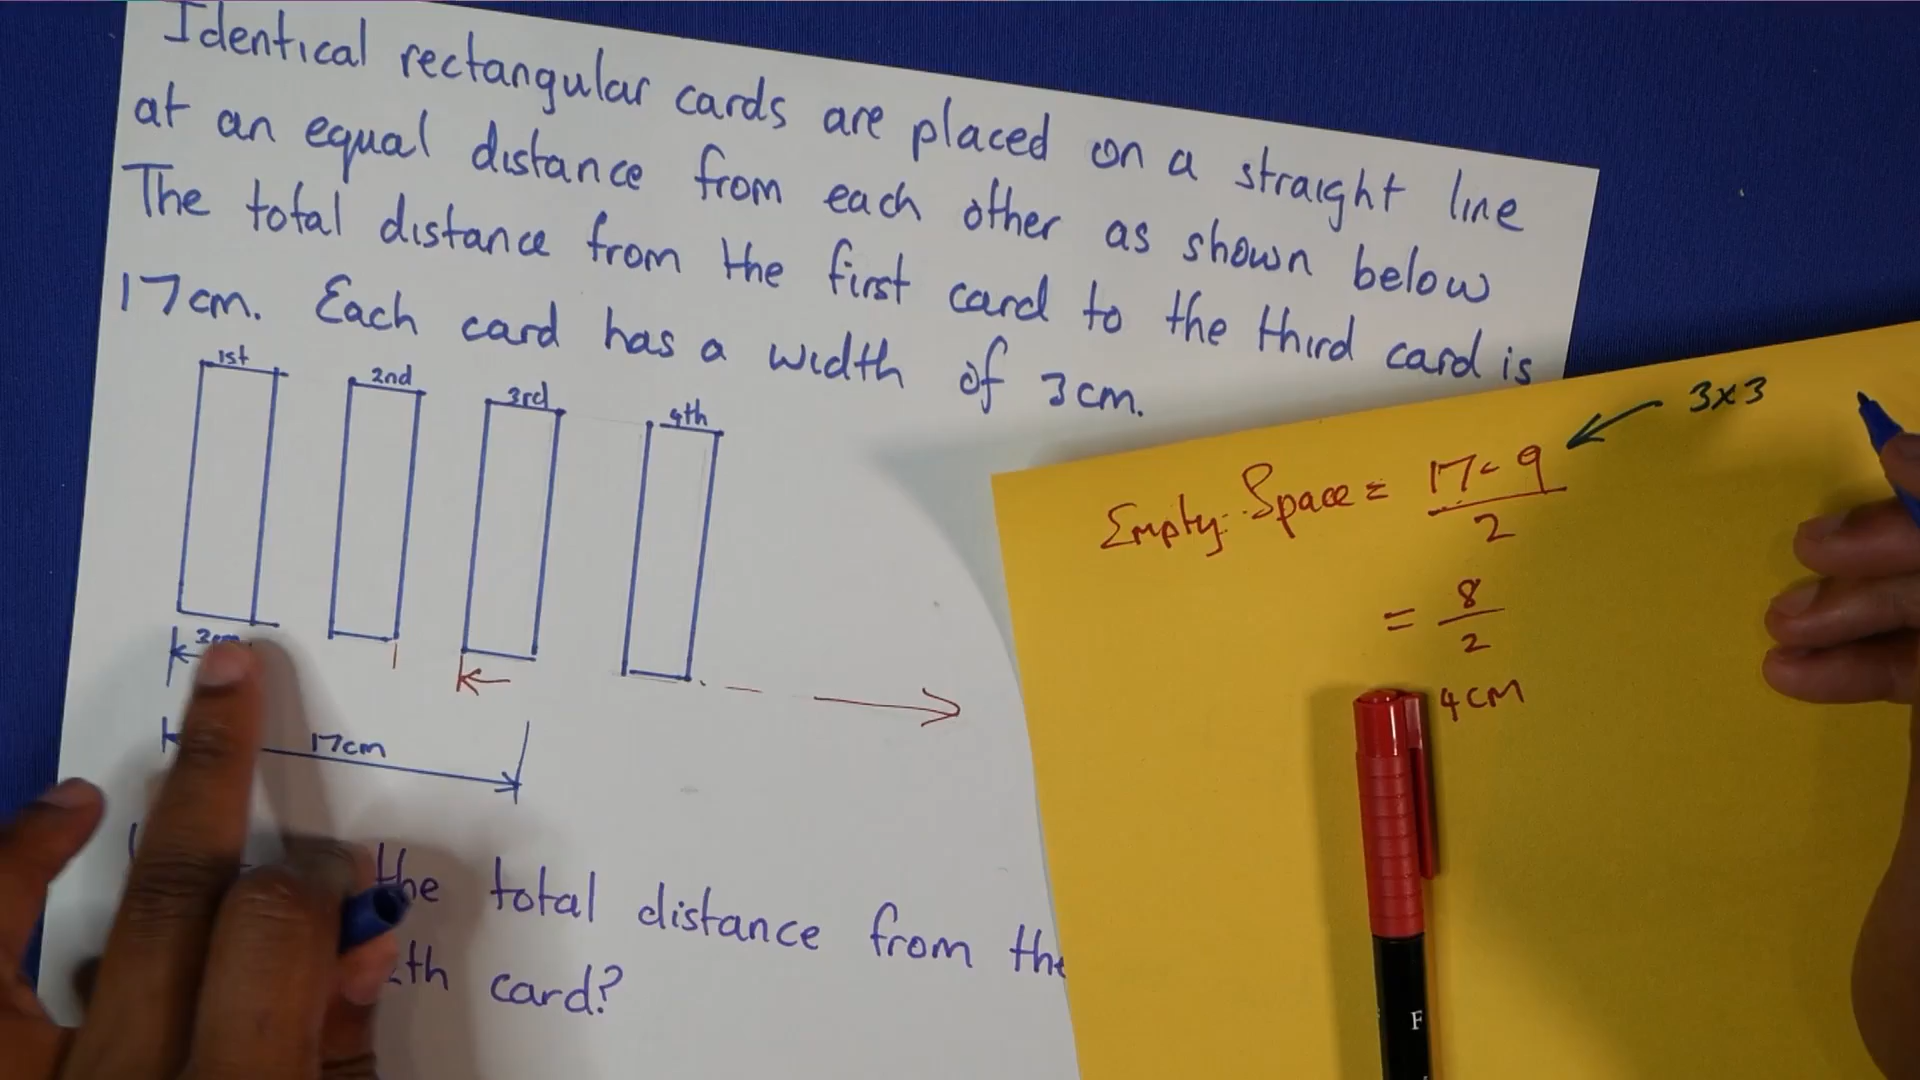 Identical rectangular cards are placed on a straight line
at an equal distance from each other as shown below
The total distance from the first card to the third card is
17cm. Each card has a width of 3cm.
1st 2nd 3rd 4th
17cm
the total distance from the
th card?
3x3
Empty Space = 17 - 9
2
= 8
2
4CM
F